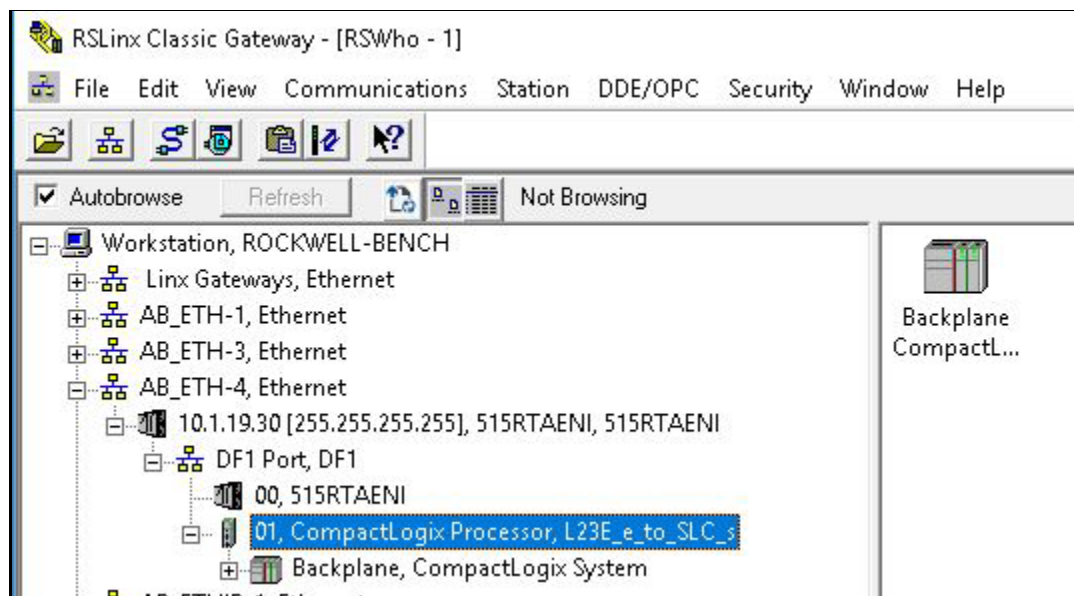 RSLinx Classic Gateway - [RSWho - 1]
File Edit View Communications Station DDE/OPC Security Window Help
Autobrowse Refresh Not Browsing
Workstation, ROCKWELL-BENCH
Linx Gateways, Ethernet
AB_ETH-1, Ethernet
AB_ETH-3, Ethernet
AB_ETH-4, Ethernet
10.1.19.30 [255.255.255.255], 515RTAENI, 515RTAENI
DF1 Port, DF1
00, 515RTAENI
01, CompactLogix Processor, L23E_e_to_SLC_s
Backplane, CompactLogix System
Backplane
CompactL...